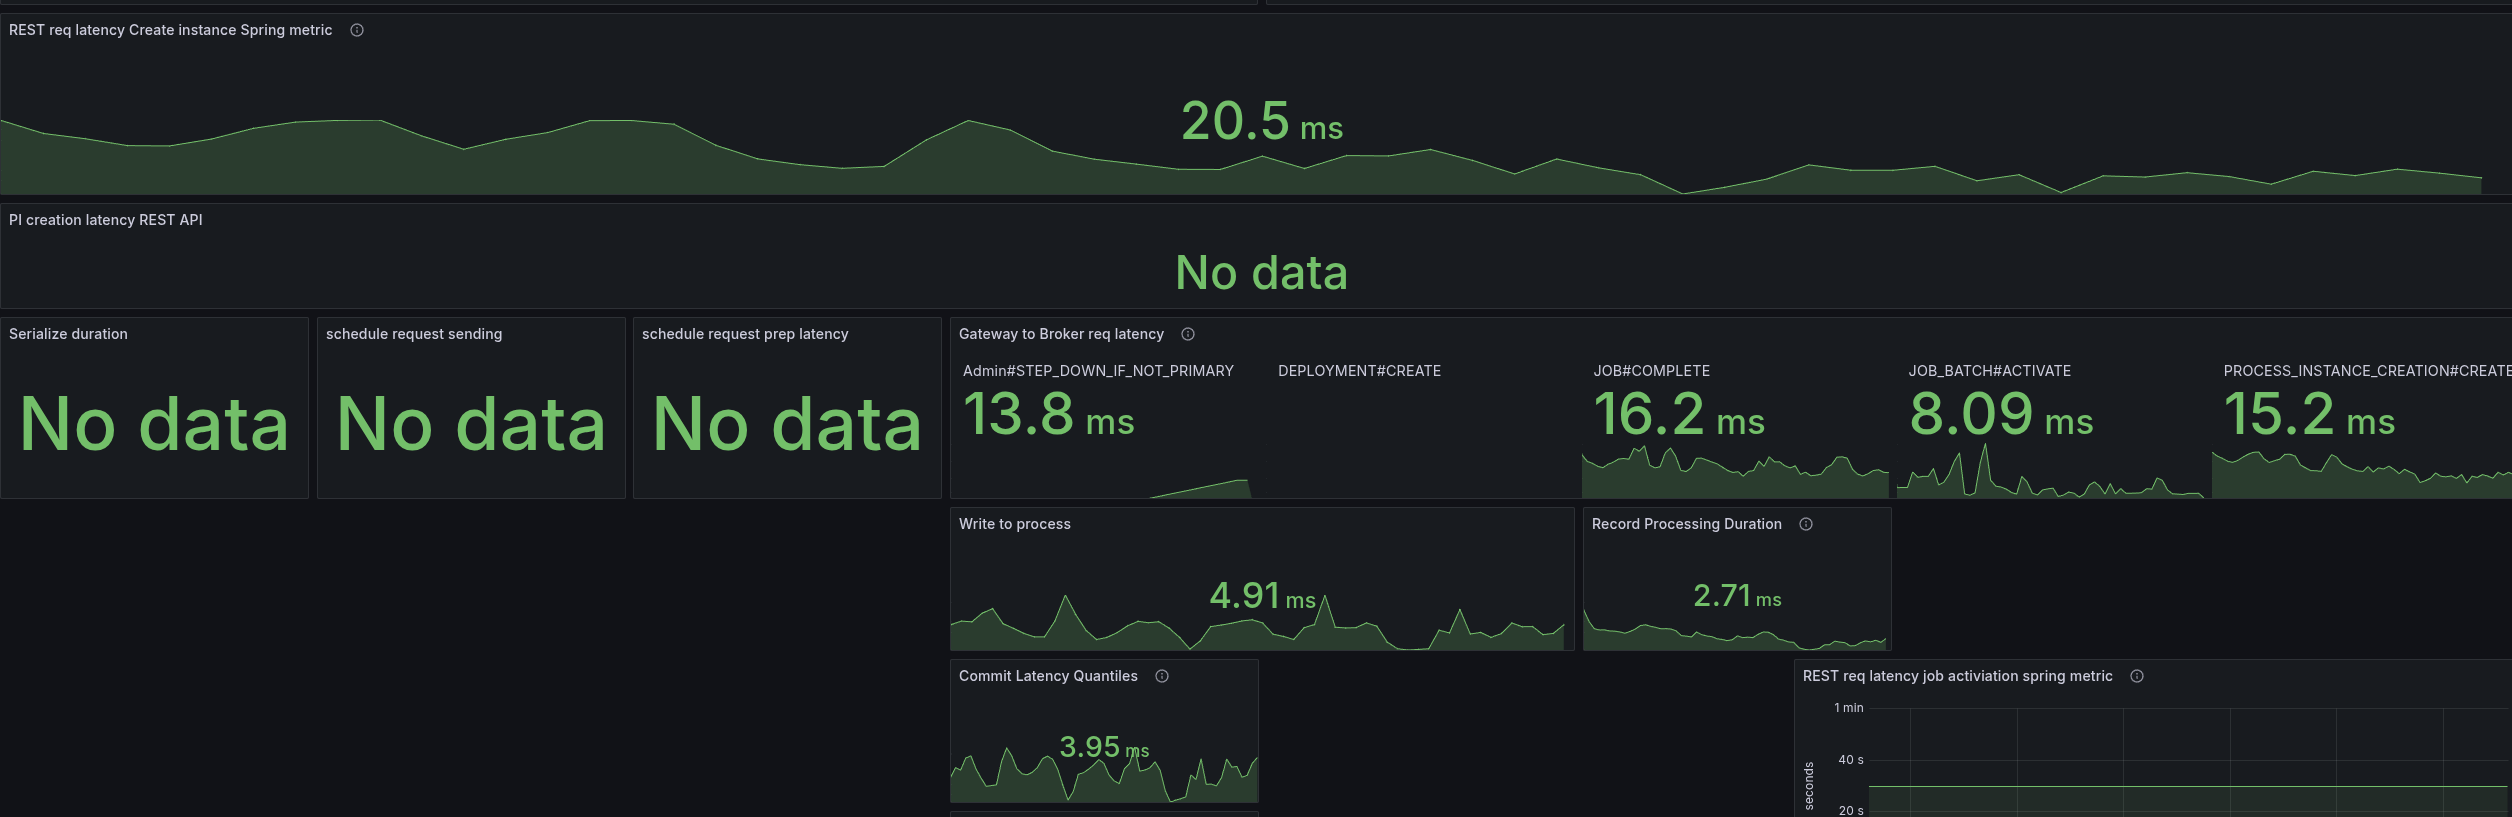 REST req latency Create instance Spring metric
20.5 ms
PI creation latency REST API
No data
Serialize duration
No data
schedule request sending
No data
schedule request prep latency
No data
Gateway to Broker req latency
Admin#STEP_DOWN_IF_NOT_PRIMARY
13.8 ms
DEPLOYMENT#CREATE
JOB#COMPLETE
16.2 ms
JOB_BATCH#ACTIVATE
8.09 ms
PROCESS_INSTANCE_CREATION#CREATE
15.2 ms
Write to process
4.91 ms
Record Processing Duration
2.71 ms
Commit Latency Quantiles
3.95 ms
REST req latency job activiation spring metric
1 min
40 s
20 s
seconds